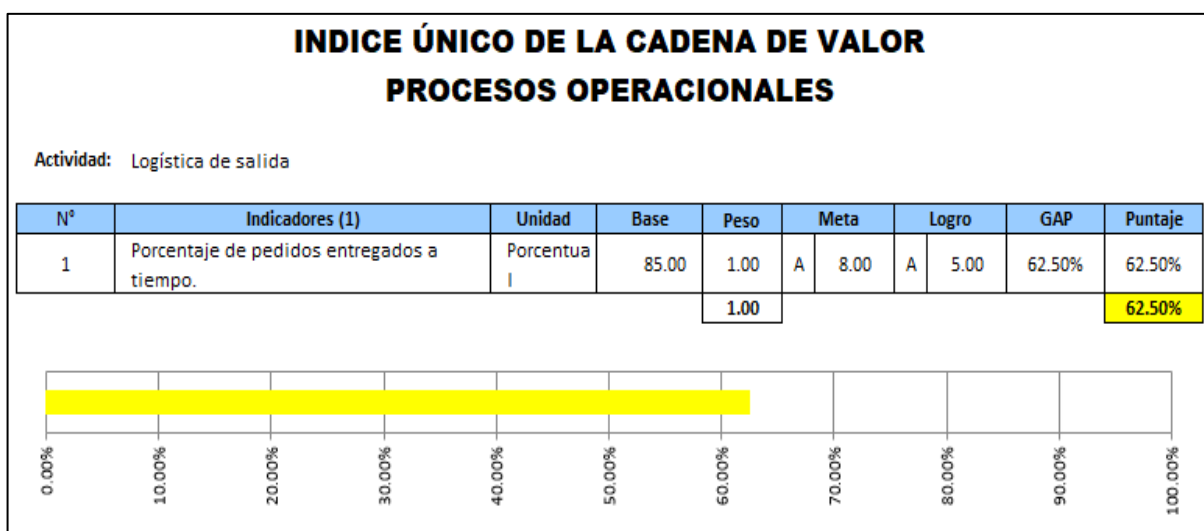 INDICE ÚNICO DE LA CADENA DE VALOR
PROCESOS OPERACIONALES
Actividad: Logística de salida
N° Indicadores (1) Unidad Base Peso Meta Logro GAP Puntaje
1 Porcentaje de pedidos entregados a tiempo. Porcentual 85.00 1.00 A 8.00 A 5.00 62.50% 62.50%
1.00 62.50%
0.00% 10.00% 20.00% 30.00% 40.00% 50.00% 60.00% 70.00% 80.00% 90.00% 100.00%